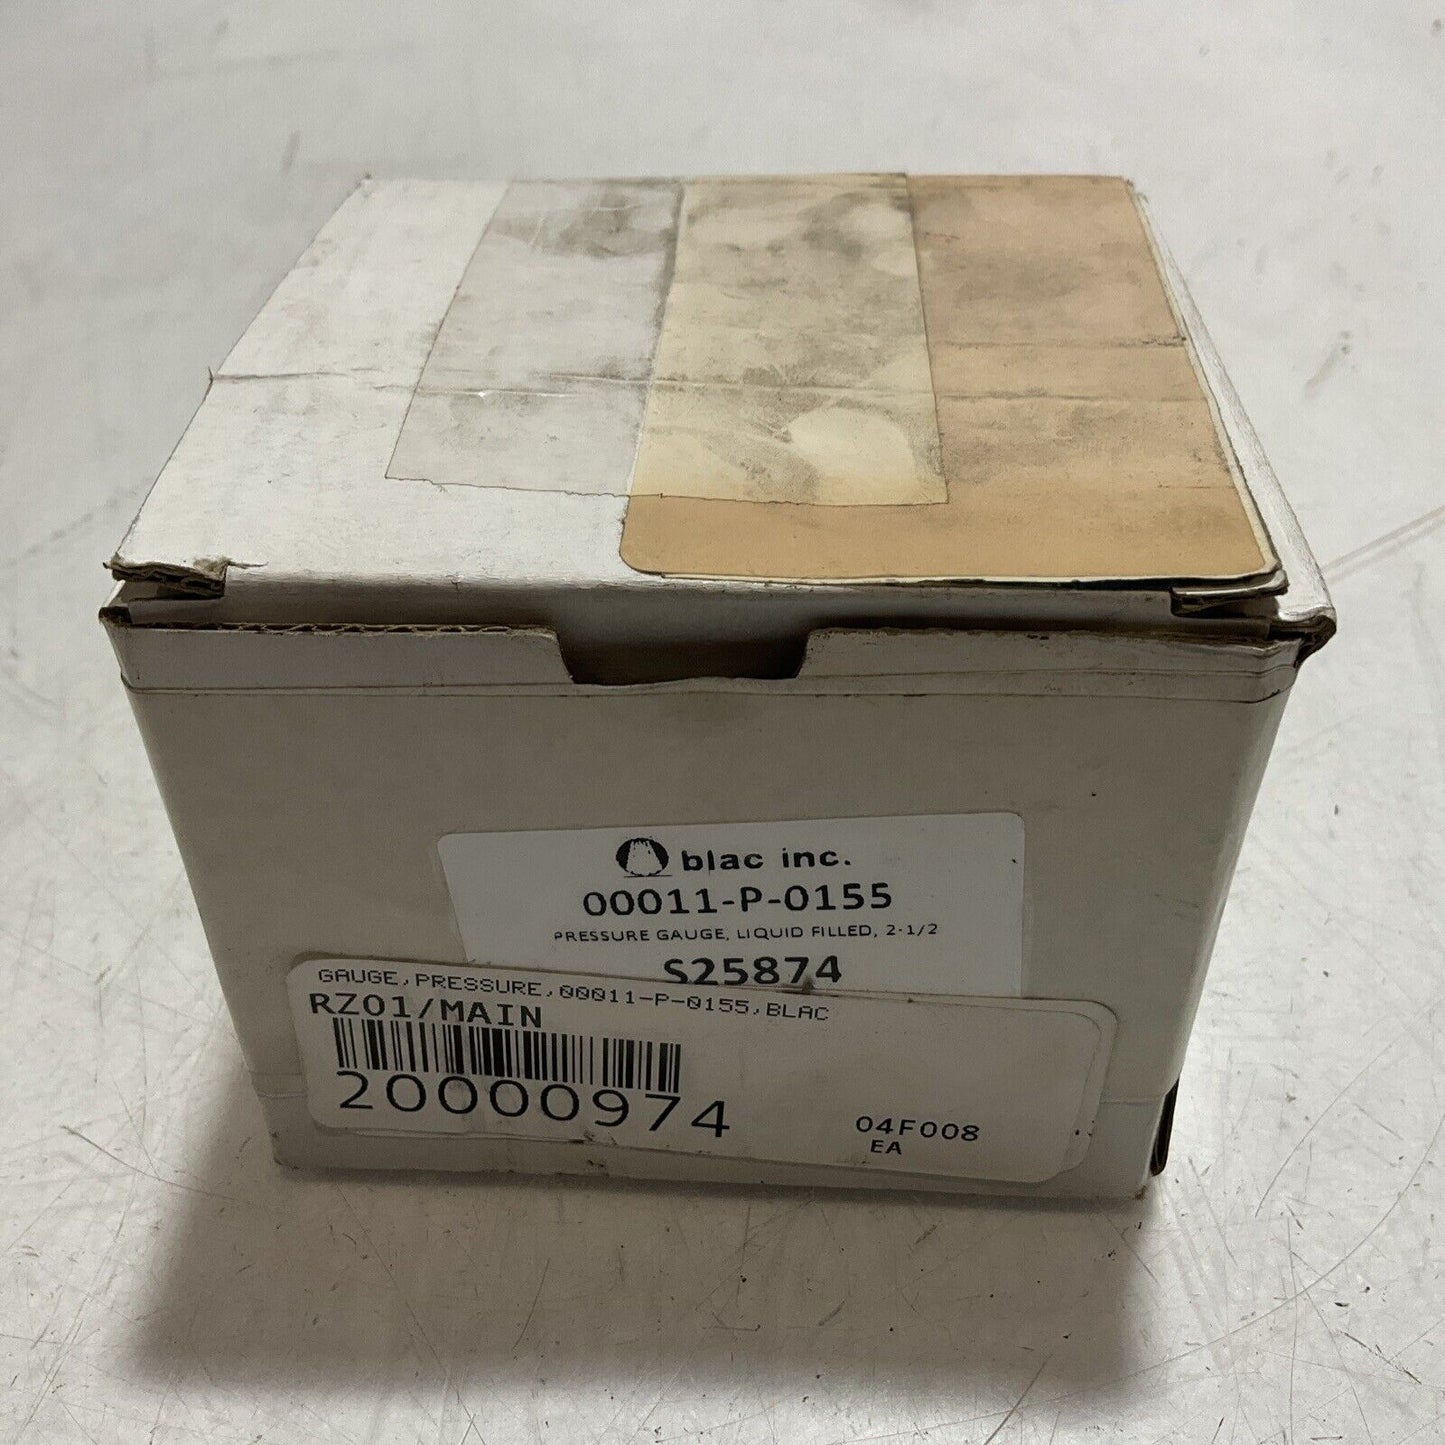 blac inc.
00011-P-0155
PRESSURE GAUGE, LIQUID FILLED, 2-1/2
S25874
GAUGE,PRESSURE,00011-P-0155,BLAC
RZ01/MAIN
20000974
04F008
EA